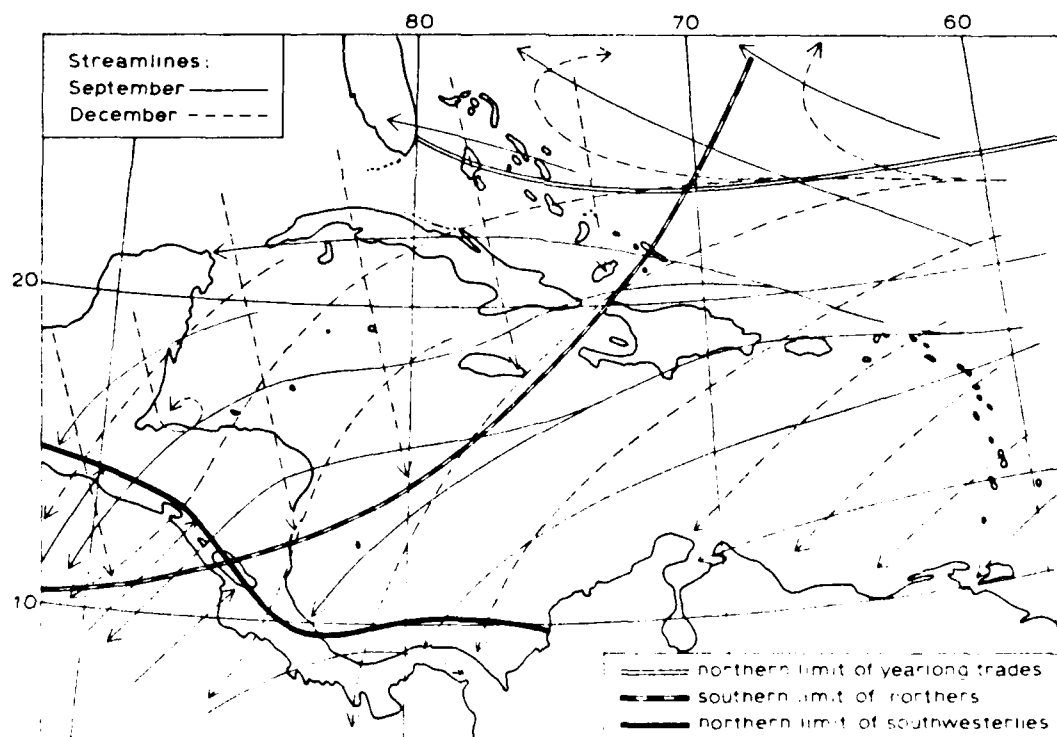 80
70
60
Streamlines:
September
December
20
10
northern limit of yearlong trades
southern limit of northers
northern limit of southwesterlies